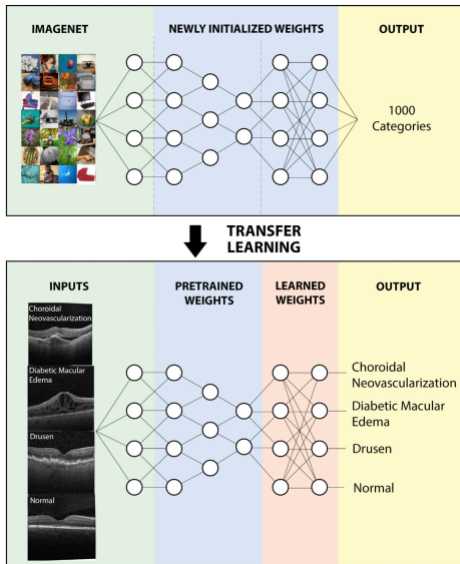 IMAGENET
NEWLY INITIALIZED WEIGHTS
OUTPUT
1000
Categories
TRANSFER
LEARNING
INPUTS
PRETRAINED
WEIGHTS
LEARNED
WEIGHTS
OUTPUT
Choroidal
Neovascularization
Diabetic Macular
Edema
Drusen
Normal
Choroidal
Neovascularization
Diabetic Macular
Edema
Drusen
Normal